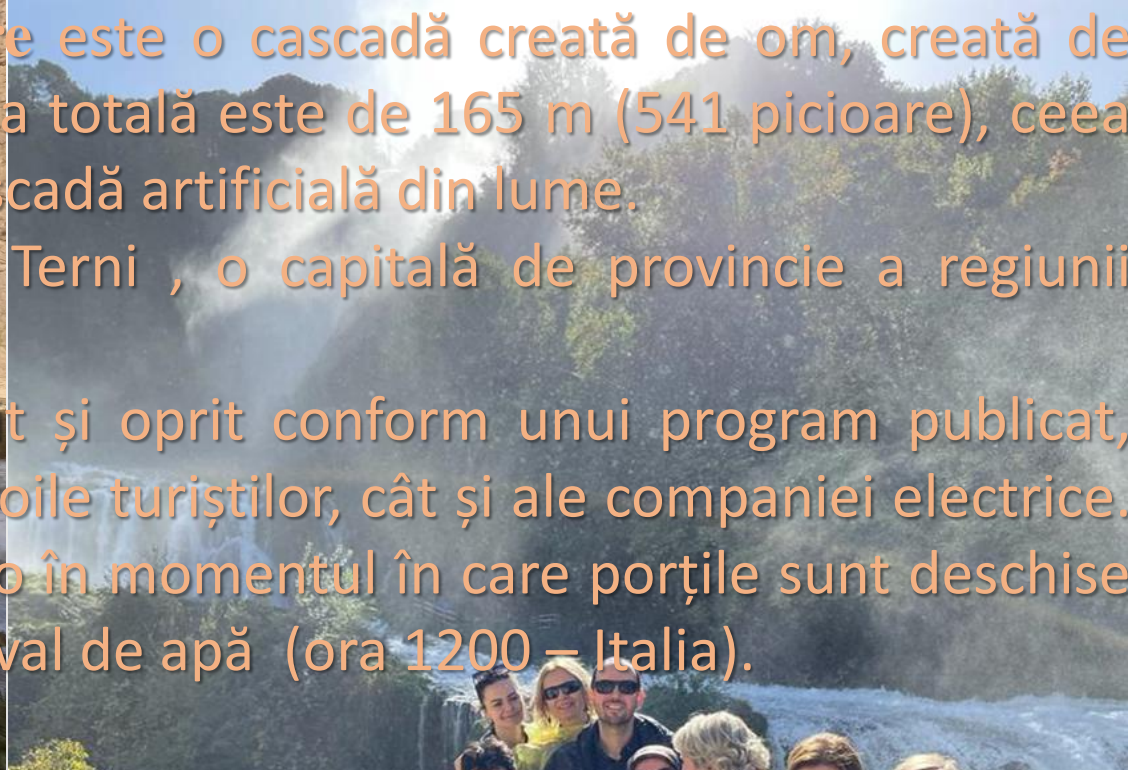 e este o cascadă creată de om, creată de
a totală este de 165 m (541 picioare), ceea
cadă artificială din lume.
Terni , o capitală de provincie a regiunii
t și oprit conform unui program publicat,
oile turiștilor, cât și ale companiei electrice.
o în momentul în care porțile sunt deschise
val de apă (ora 1200 – Italia).